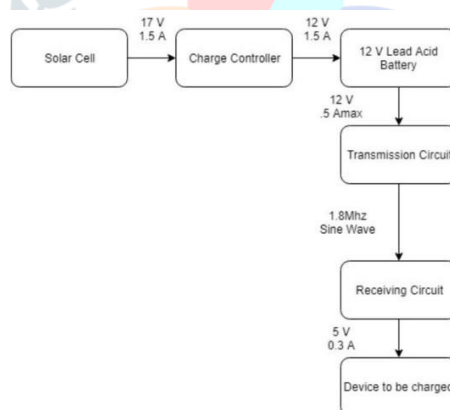 17 V
1.5 A
12 V
1.5 A
Solar Cell
Charge Controller
12 V Lead Acid
Battery
12 V
.5 Amax
Transmission Circuit
1.8Mhz
Sine Wave
Receiving Circuit
5 V
0.3 A
Device to be charged